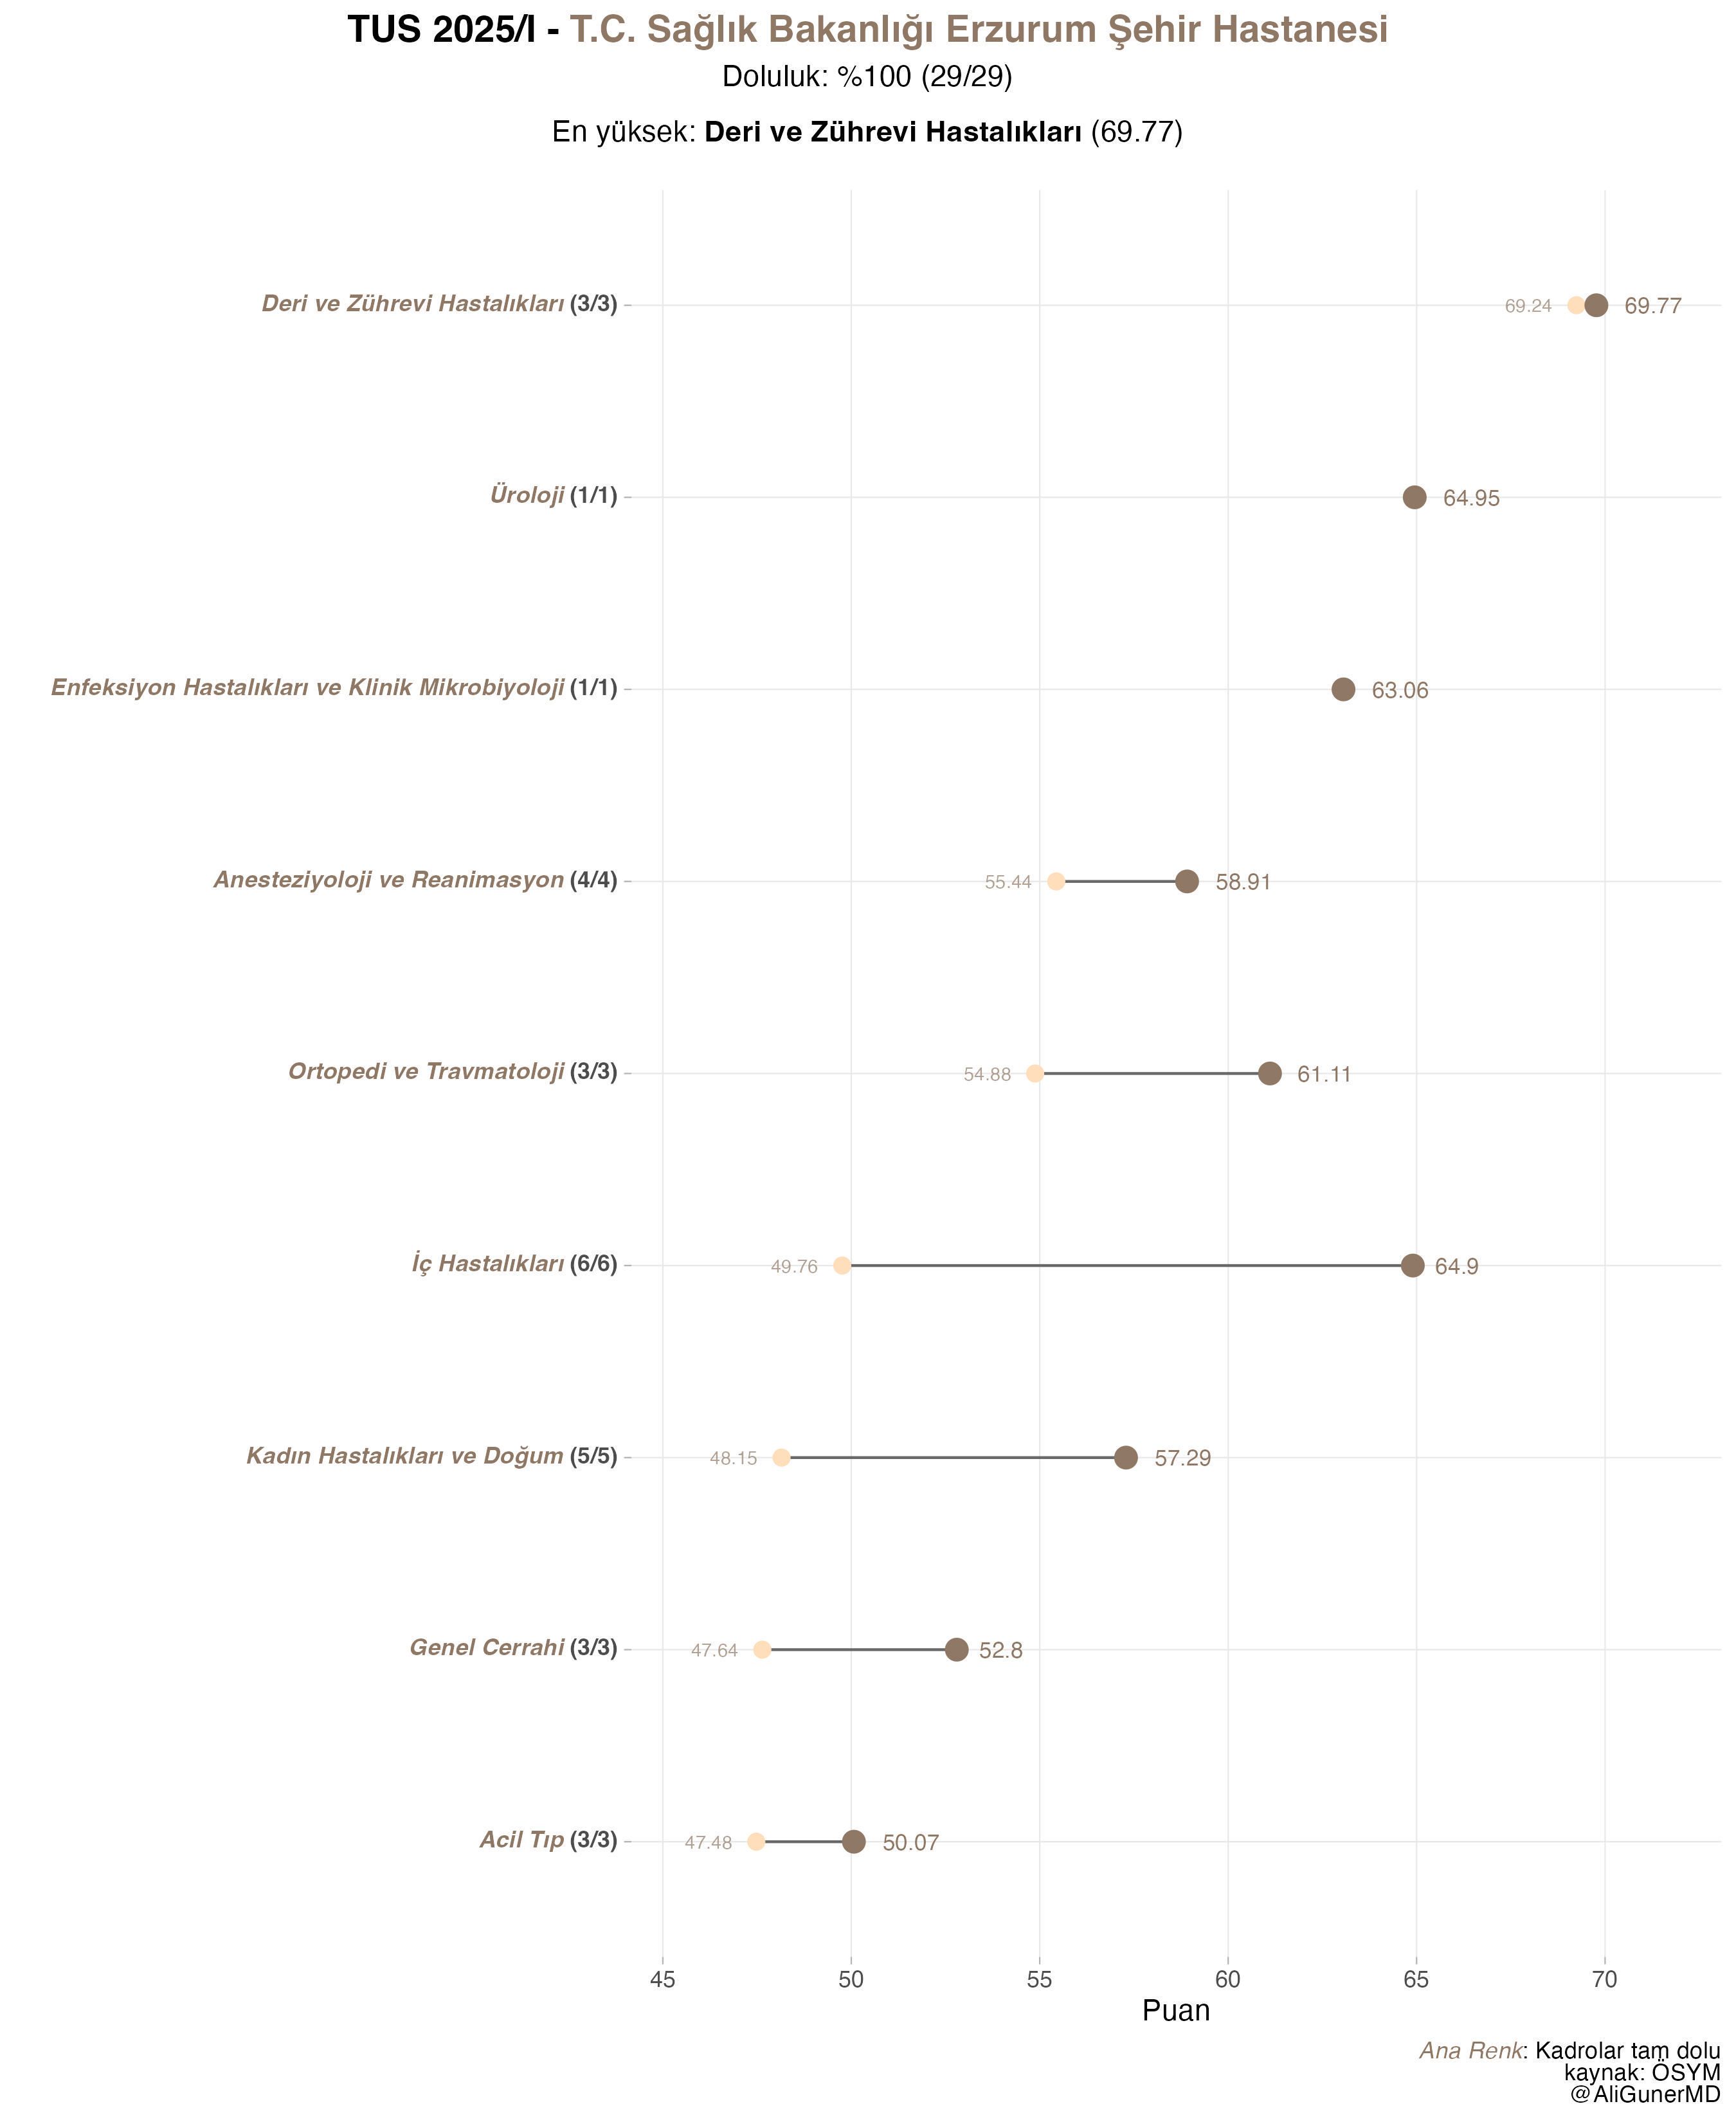 TUS 2025/I - T.C. Sağlık Bakanlığı Erzurum Şehir Hastanesi
Doluluk: %100 (29/29)
En yüksek: Deri ve Zührevi Hastalıkları (69.77)
Deri ve Zührevi Hastalıkları (3/3) 69.24 69.77
Üroloji (1/1) 64.95
Enfeksiyon Hastalıkları ve Klinik Mikrobiyoloji (1/1) 63.06
Anesteziyoloji ve Reanimasyon (4/4) 55.44 58.91
Ortopedi ve Travmatoloji (3/3) 54.88 61.11
İç Hastalıkları (6/6) 49.76 64.9
Kadın Hastalıkları ve Doğum (5/5) 48.15 57.29
Genel Cerrahi (3/3) 47.64 52.8
Acil Tıp (3/3) 47.48 50.07
45 50 55 60 65 70
Puan
Ana Renk: Kadrolar tam dolu
kaynak: ÖSYM
@AliGunerMD